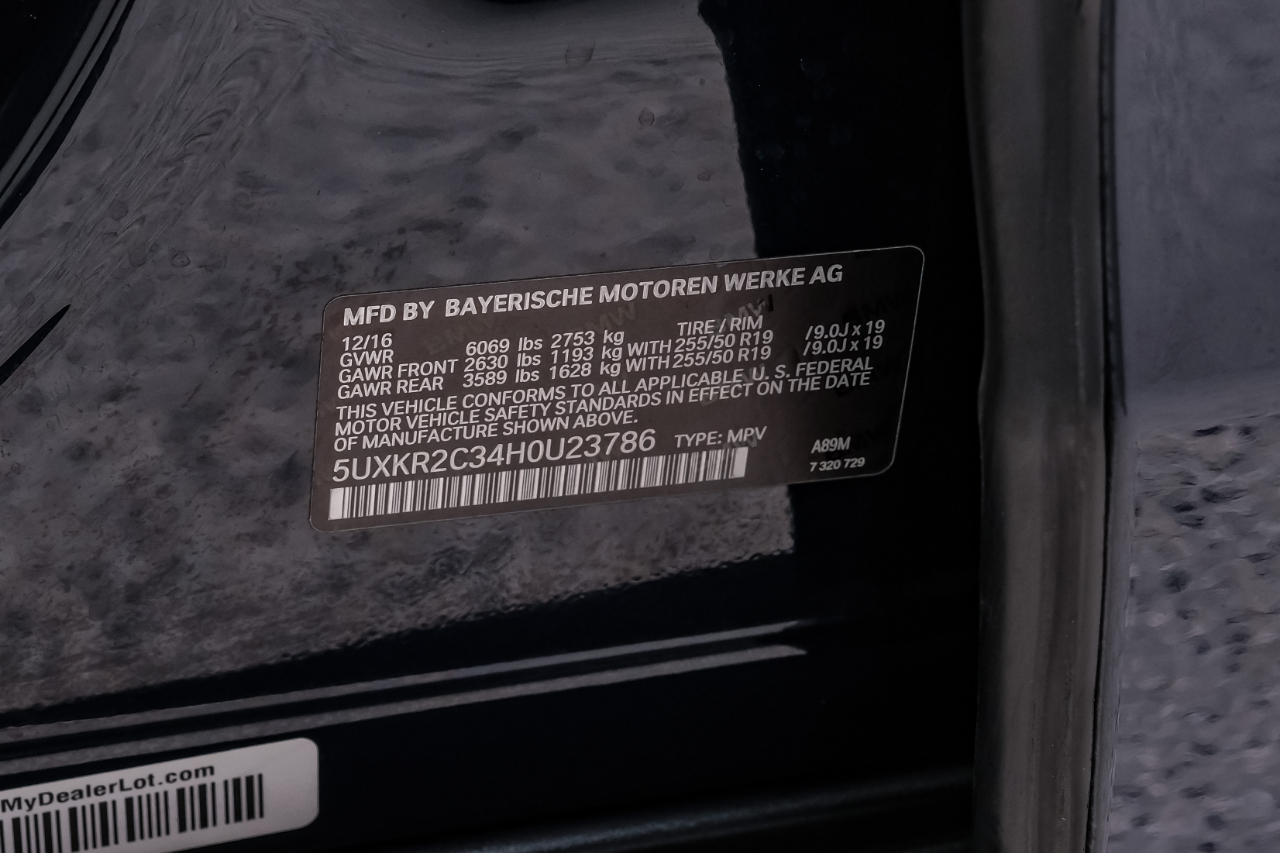 MFD BY BAYERISCHE MOTOREN WERKE AG
12/16 TIRE / RIM
GVWR 6069 lbs 2753 kg
GAWR FRONT 2630 lbs 1193 kg WITH 255/50 R19 /9.0J x 19
GAWR REAR 3589 lbs 1628 kg WITH 255/50 R19 /9.0J x 19
THIS VEHICLE CONFORMS TO ALL APPLICABLE U. S. FEDERAL
MOTOR VEHICLE SAFETY STANDARDS IN EFFECT ON THE DATE
OF MANUFACTURE SHOWN ABOVE.
5UXKR2C34H0U23786 TYPE: MPV A89M
7 320 729
MyDealerLot.com